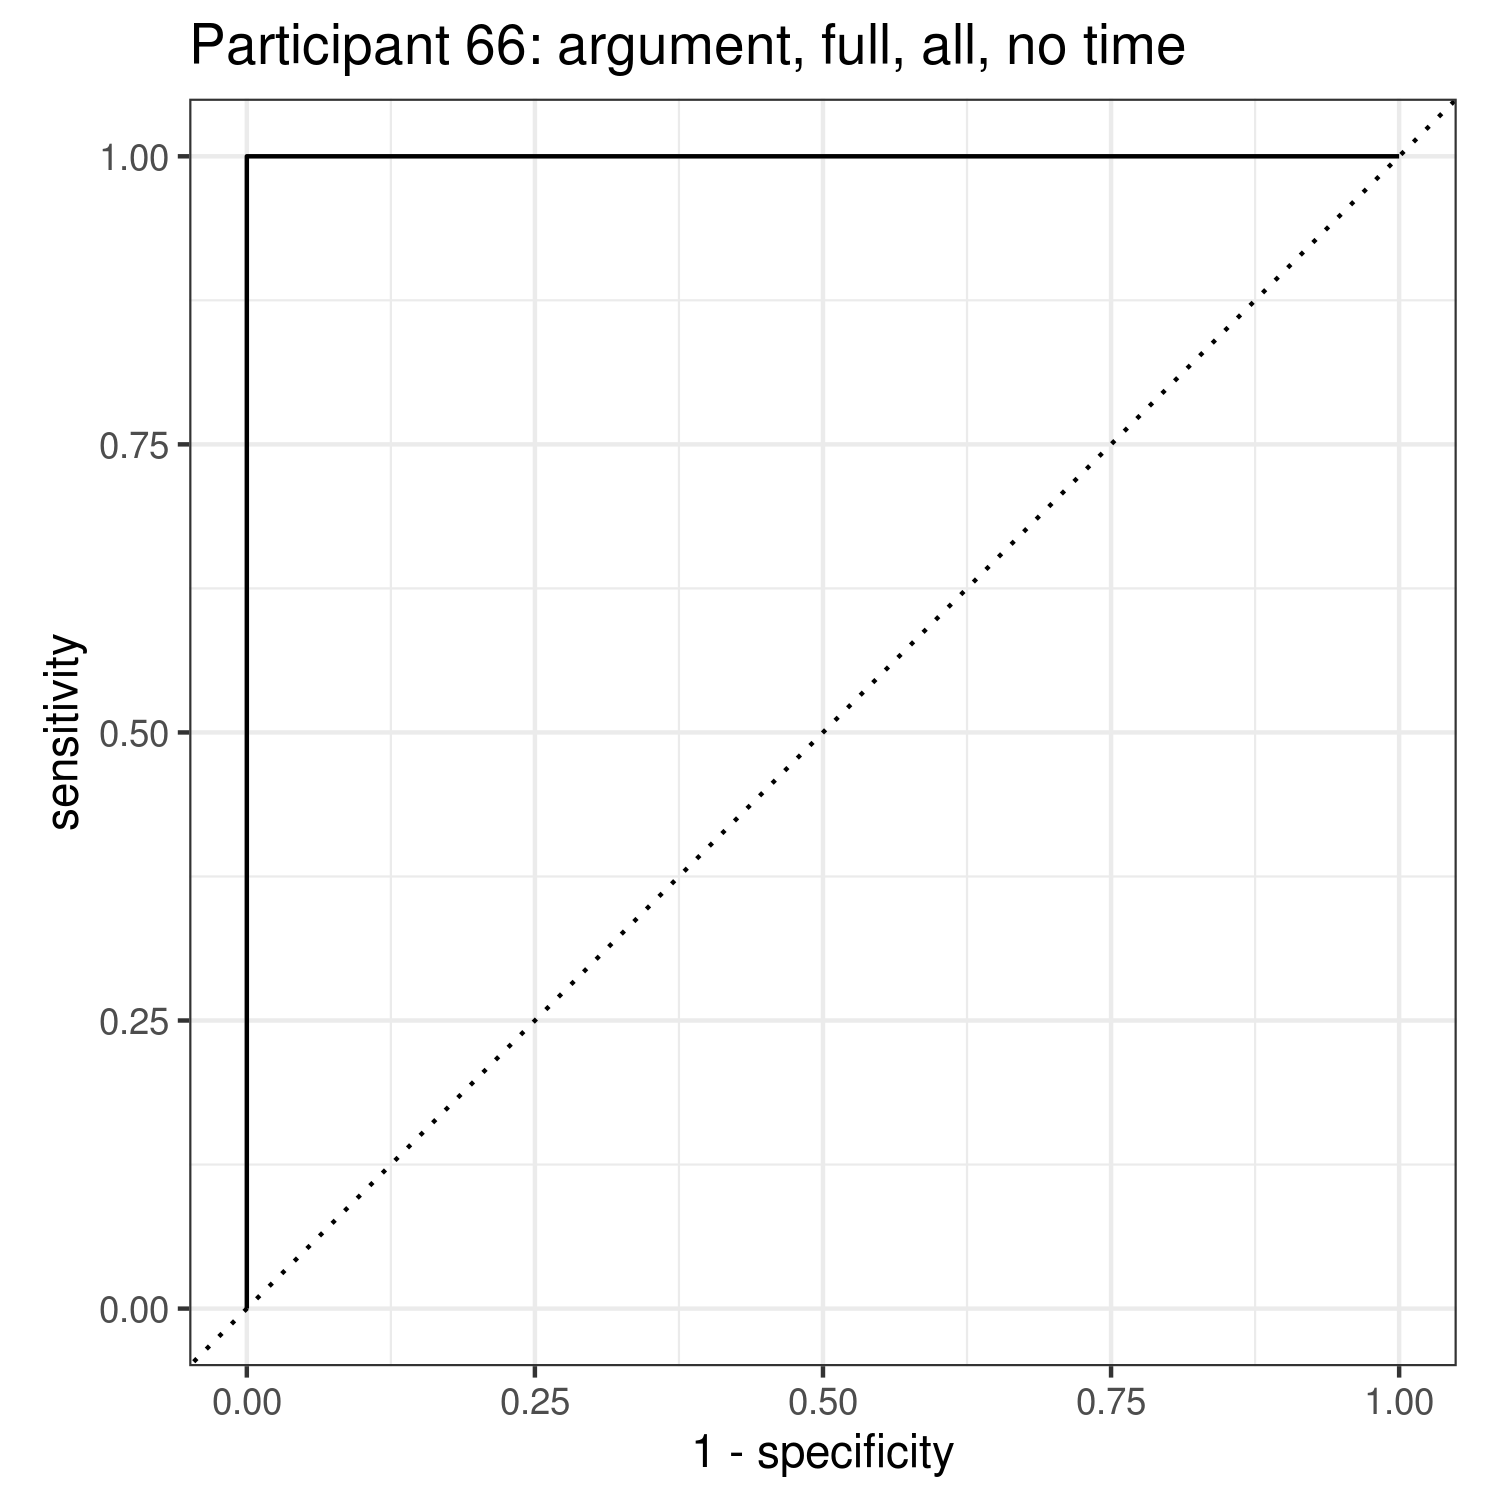 Participant 66: argument, full, all, no time
1.00
0.75
0.50
0.25
0.00
sensitivity
0.00 0.25 0.50 0.75 1.00
1 - specificity